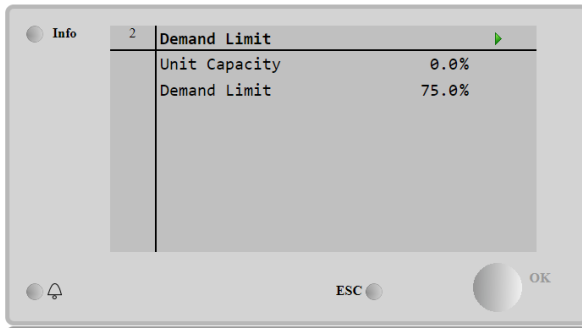 Info
2 Demand Limit
Unit Capacity 0.0%
Demand Limit 75.0%
ESC
OK